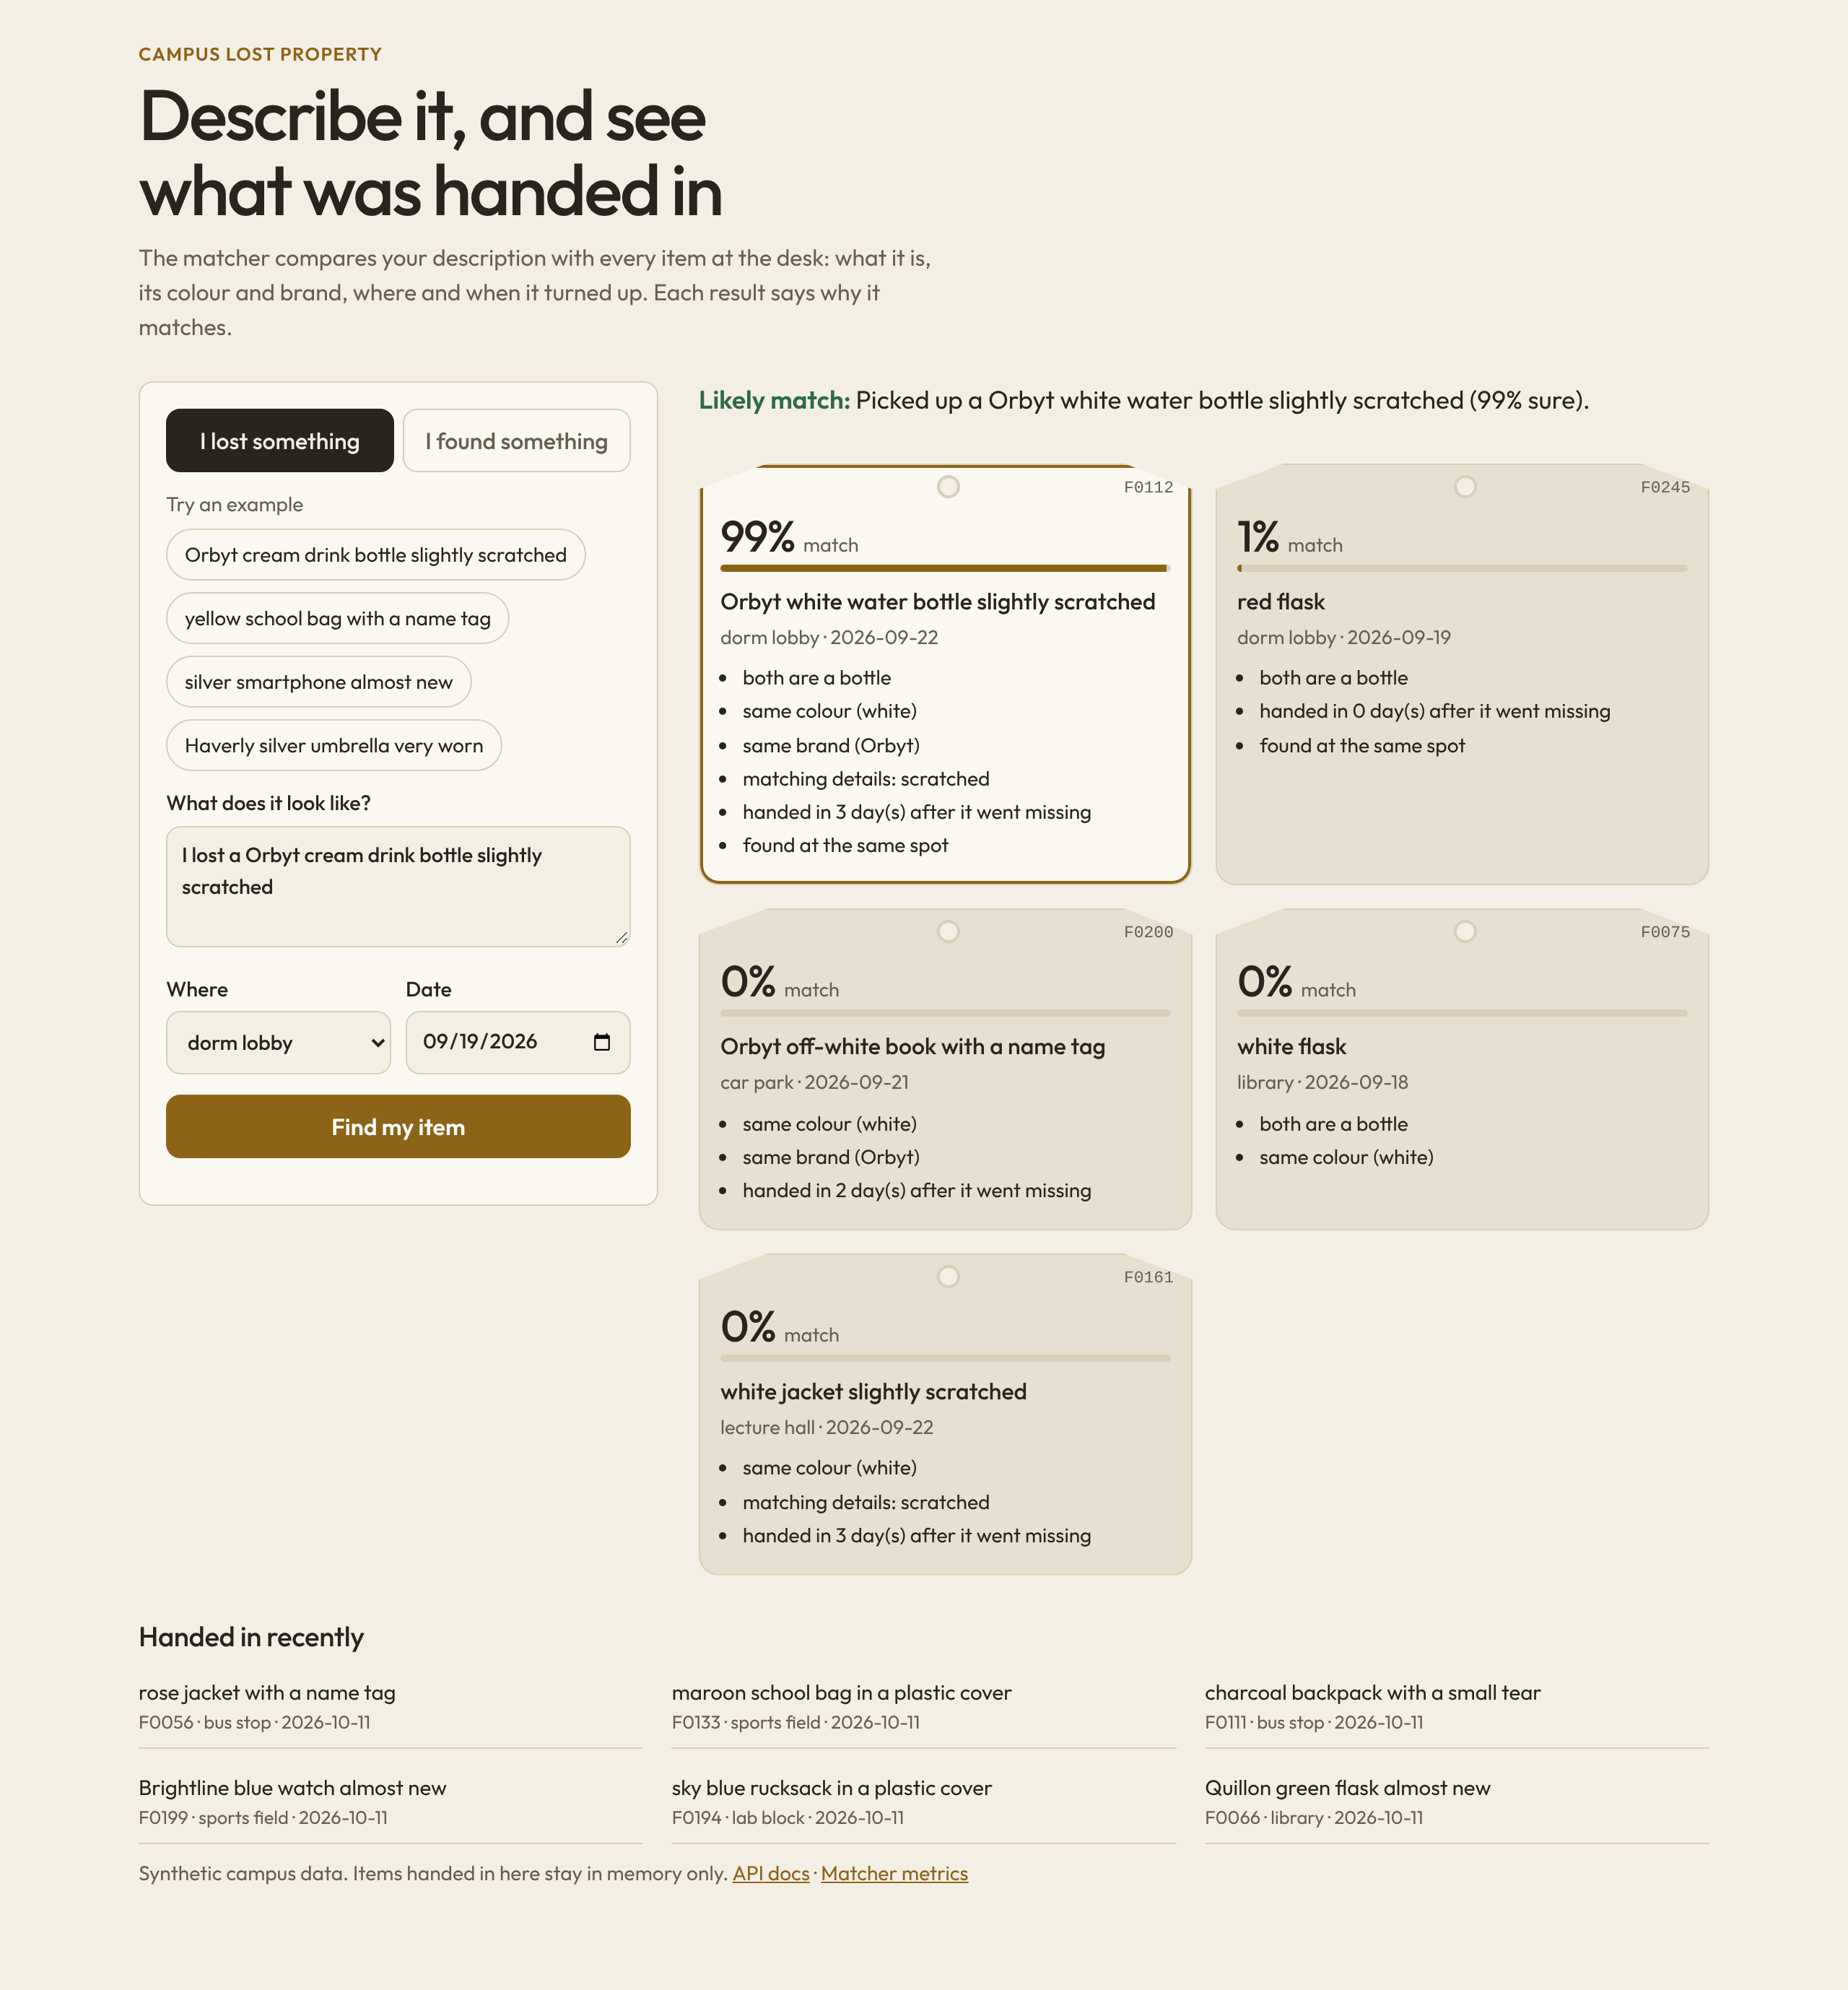 CAMPUS LOST PROPERTY
Describe it, and see
what was handed in
The matcher compares your description with every item at the desk: what it is,
its colour and brand, where and when it turned up. Each result says why it
matches.
I lost something
I found something
Try an example
Orbyt cream drink bottle slightly scratched
yellow school bag with a name tag
silver smartphone almost new
Haverly silver umbrella very worn
What does it look like?
I lost a Orbyt cream drink bottle slightly
scratched
Where
Date
dorm lobby
09/19/2026
Find my item
Likely match: Picked up a Orbyt white water bottle slightly scratched (99% sure).
F0112
99% match
Orbyt white water bottle slightly scratched
dorm lobby · 2026-09-22
• both are a bottle
• same colour (white)
• same brand (Orbyt)
• matching details: scratched
• handed in 3 day(s) after it went missing
• found at the same spot
F0245
1% match
red flask
dorm lobby · 2026-09-19
• both are a bottle
• handed in 0 day(s) after it went missing
• found at the same spot
F0200
0% match
Orbyt off-white book with a name tag
car park · 2026-09-21
• same colour (white)
• same brand (Orbyt)
• handed in 2 day(s) after it went missing
F0075
0% match
white flask
library · 2026-09-18
• both are a bottle
• same colour (white)
F0161
0% match
white jacket slightly scratched
lecture hall · 2026-09-22
• same colour (white)
• matching details: scratched
• handed in 3 day(s) after it went missing
Handed in recently
rose jacket with a name tag
F0056 · bus stop · 2026-10-11
maroon school bag in a plastic cover
F0133 · sports field · 2026-10-11
charcoal backpack with a small tear
F0111 · bus stop · 2026-10-11
Brightline blue watch almost new
F0199 · sports field · 2026-10-11
sky blue rucksack in a plastic cover
F0194 · lab block · 2026-10-11
Quillon green flask almost new
F0066 · library · 2026-10-11
Synthetic campus data. Items handed in here stay in memory only. API docs · Matcher metrics